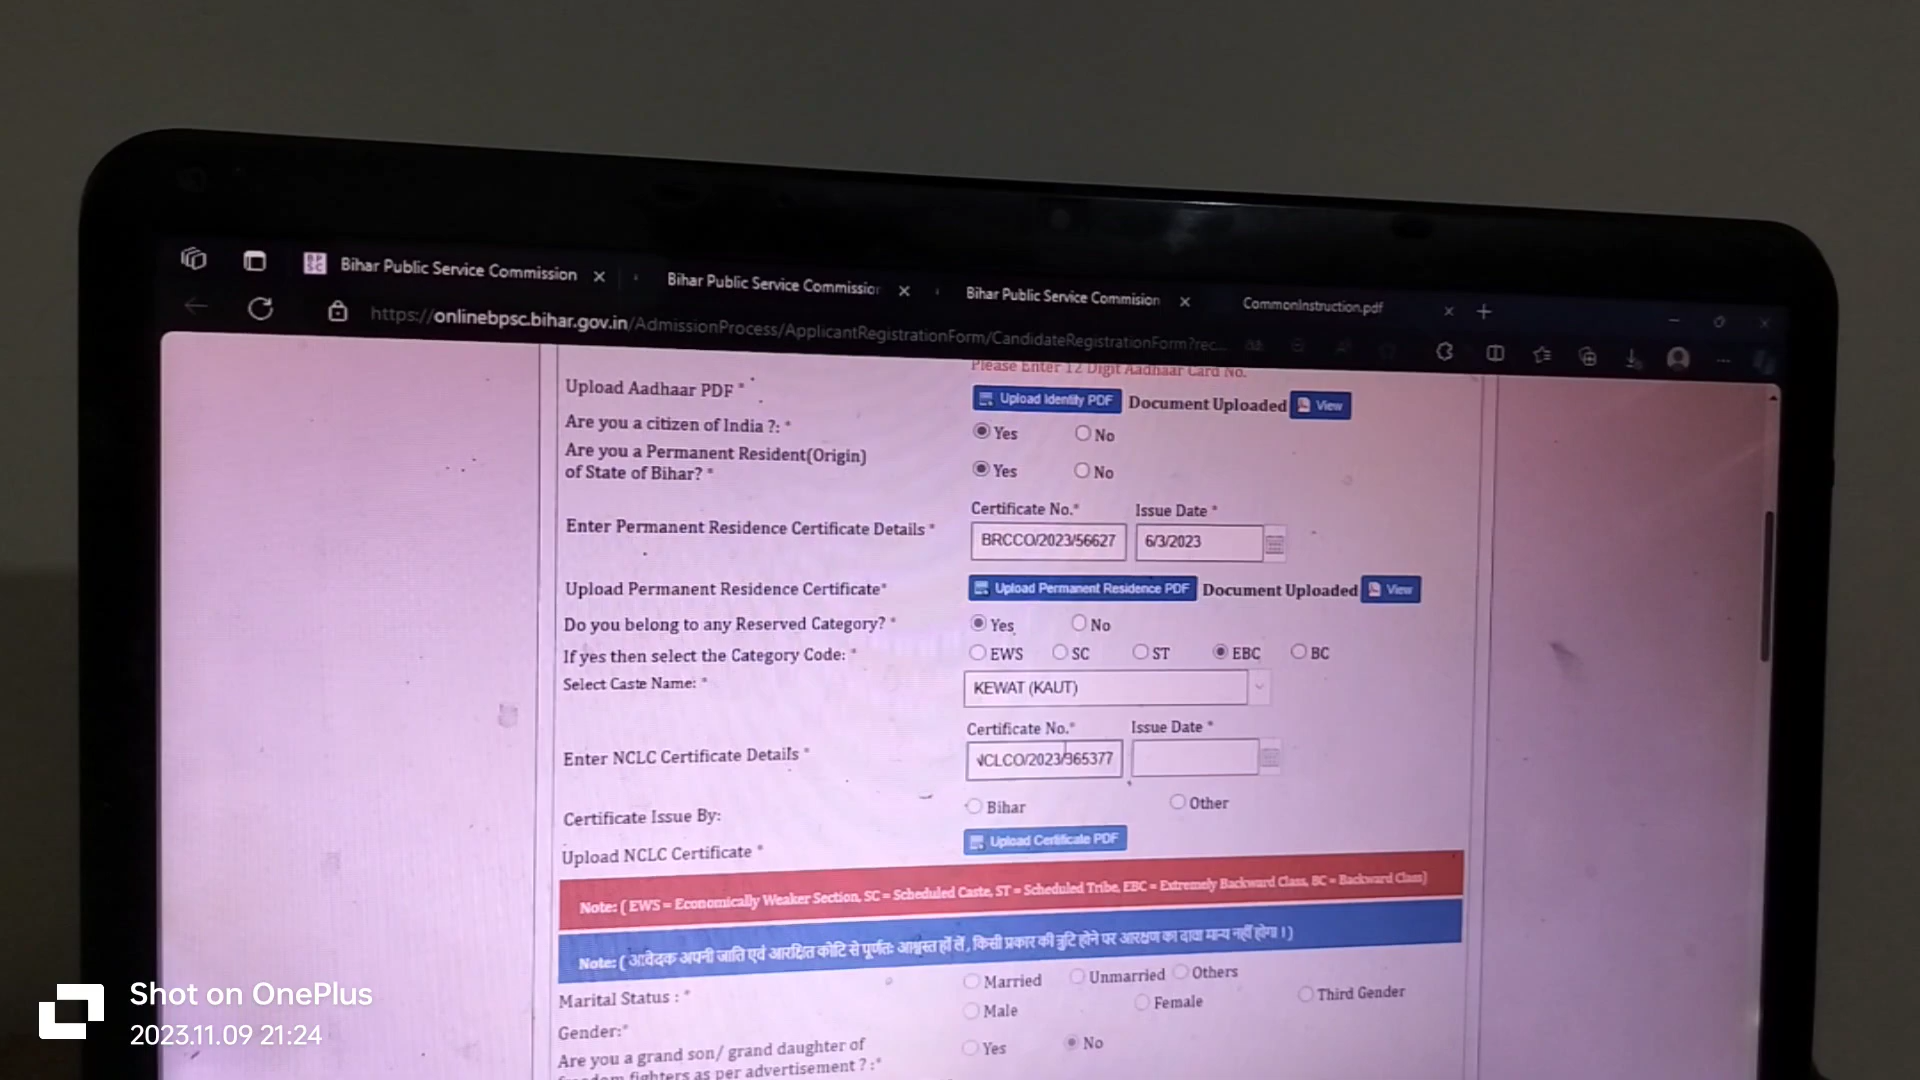 Bihar Public Service Commission
Bihar Public Service Commission
Bihar Public Service Commision
CommonInstruction.pdf
https://onlinebpsc.bihar.gov.in/AdmissionProcess/ApplicantRegistrationForm/CandidateRegistrationForm?rec...
Please Enter 12 Digit Aadhaar Card No.
Upload Aadhaar PDF * Upload Identity PDF Document Uploaded View
Are you a citizen of India ?: * Yes No
Are you a Permanent Resident(Origin)
of State of Bihar? * Yes No
Certificate No.* Issue Date *
Enter Permanent Residence Certificate Details * BRCCO/2023/56627 6/3/2023
Upload Permanent Residence Certificate* Upload Permanent Residence PDF Document Uploaded View
Do you belong to any Reserved Category? * Yes No
If yes then select the Category Code: * EWS SC ST EBC BC
Select Caste Name: * KEWAT (KAUT)
Certificate No.* Issue Date *
Enter NCLC Certificate Details * NCLCO/2023/365377
Certificate Issue By: Bihar Other
Upload NCLC Certificate * Upload Certificate PDF
Note: ( EWS = Economically Weaker Section, SC = Scheduled Caste, ST = Scheduled Tribe, EBC = Extremely Backward Class, BC = Backward Class)
Note: ( आवेदक अपनी जाति एवं आरक्षित कोटि से पूर्णतः आश्वस्त हों लें , किसी प्रकार की त्रुटि होने पर आरक्षण का दावा मान्य नहीं होगा । )
Marital Status : * Married Unmarried Others
Gender:* Male Female Third Gender
Are you a grand son/ grand daughter of Yes No
freedom fighters as per advertisement ? :*
Shot on OnePlus
2023.11.09 21:24